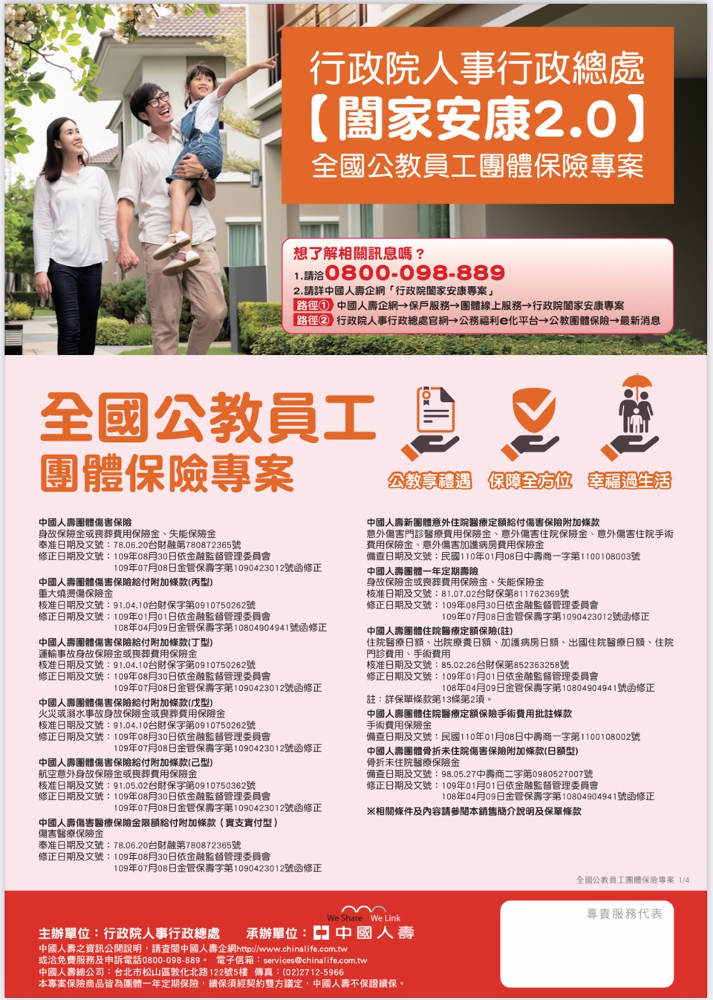 行政院人事行政總處
【闔家安康2.0】
全國公教員工團體保險專案
想了解相關訊息嗎？
1.請洽0800-098-889
2.請詳中國人壽企網「行政院闔家安康專案」
路徑① 中國人壽企網→保戶服務→團體線上服務→行政院闔家安康專案
路徑② 行政院人事行政總處官網→公務福利e化平台→公教團體保險→最新消息
全國公教員工
團體保險專案
公教享禮遇
保障全方位
幸福過生活
中國人壽團體傷害保險
身故保險金或喪葬費用保險金、失能保險金
奉准日期及文號：78.06.20台財融第780872365號
修正日期及文號：109年08月30日依金融監督管理委員會
109年07月08日金管保壽字第1090423012號函修正
中國人壽團體傷害保險給付附加條款(丙型)
重大燒燙傷保險金
核准日期及文號：91.04.10台財保字第0910750262號
修正日期及文號：109年01月01日依金融監督管理委員會
108年04月09日金管保壽字第10804904941號函修正
中國人壽團體傷害保險給付附加條款(丁型)
運輸事故身故保險金或喪葬費用保險金
核准日期及文號：91.04.10台財保字第0910750262號
修正日期及文號：109年08月30日依金融監督管理委員會
109年07月08日金管保壽字第1090423012號函修正
中國人壽團體傷害保險給付附加條款(戊型)
火災或溺水事故身故保險金或喪葬費用保險金
核准日期及文號：91.04.10台財保字第0910750262號
修正日期及文號：109年08月30日依金融監督管理委員會
109年07月08日金管保壽字第1090423012號函修正
中國人壽團體傷害保險給付附加條款(己型)
航空意外身故保險金或喪葬費用保險金
核准日期及文號：91.05.02台財保字第0910750362號
修正日期及文號：109年08月30日依金融監督管理委員會
109年07月08日金管保壽字第1090423012號函修正
中國人壽傷害醫療保險金限額給付附加條款（實支實付型）
傷害醫療保險金
奉准日期及文號：78.06.20台財融第780872365號
修正日期及文號：109年08月30日依金融監督管理委員會
109年07月08日金管保壽字第1090423012號函修正
中國人壽新團體意外住院醫療定額給付傷害保險附加條款
意外傷害門診醫療費用保險金、意外傷害住院保險金、意外傷害住院手術
費用保險金、意外傷害加護病房費用保險金
備查日期及文號：民國110年01月08日中壽商一字第1100108003號
中國人壽團體一年定期壽險
身故保險金或喪葬費用保險金、失能保險金
核准日期及文號：81.07.02台財保第811762369號
修正日期及文號：109年08月30日依金融監督管理委員會
109年07月08日金管保壽字第1090423012號函修正
中國人壽團體住院醫療定額保險(註)
住院醫療日額、出院療養日額、加護病房日額、出國住院醫療日額、住院
門診費用、手術費用
核准日期及文號：85.02.26台財保第852363258號
修正日期及文號：109年01月01日依金融監督管理委員會
108年04月09日金管保壽字第10804904941號函修正
註：詳保單條款第13條第2項。
中國人壽團體住院醫療定額保險手術費用批註條款
手術費用保險金
備查日期及文號：民國110年01月08日中壽商一字第1100108002號
中國人壽團體骨折未住院傷害保險附加條款(日額型)
骨折未住院醫療保險金
備查日期及文號：98.05.27中壽商二字第0980527007號
修正日期及文號：109年01月01日依金融監督管理委員會
108年04月09日金管保壽字第10804904941號函修正
※相關條件及內容請參閱本銷售簡介說明及保單條款
全國公教員工團體保險專案 1/4
We Share We Link
主辦單位：行政院人事行政總處 承辦單位：中國人壽
中國人壽之資訊公開說明，請查閱中國人壽企網http://www.chinalife.com.tw
或洽免費服務及申訴電話0800-098-889。 電子信箱：services@chinalife.com.tw
中國人壽總公司：台北市松山區敦化北路122號5樓 傳真：(02)2712-5966
本專案保險商品皆為團體一年定期保險，續保須經契約雙方議定，中國人壽不保證續保。
專責服務代表